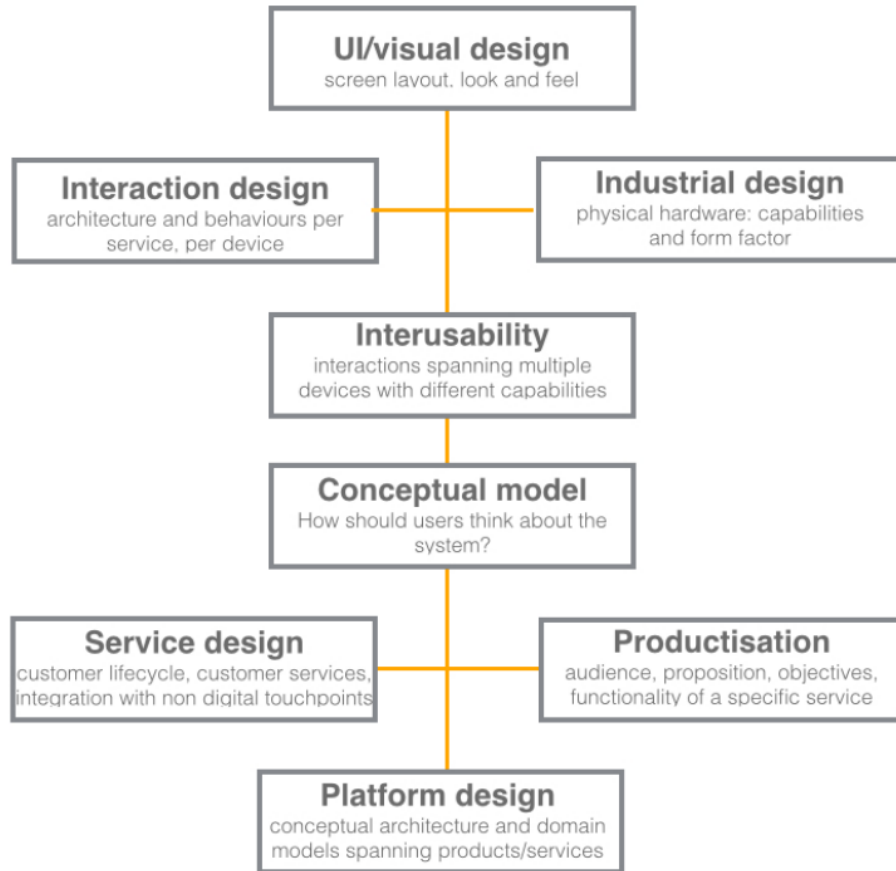 UI/visual design
screen layout. look and feel
Interaction design
architecture and behaviours per
service, per device
Industrial design
physical hardware: capabilities
and form factor
Interusability
interactions spanning multiple
devices with different capabilities
Conceptual model
How should users think about the
system?
Service design
customer lifecycle, customer services,
integration with non digital touchpoints
Productisation
audience, proposition, objectives,
functionality of a specific service
Platform design
conceptual architecture and domain
models spanning products/services